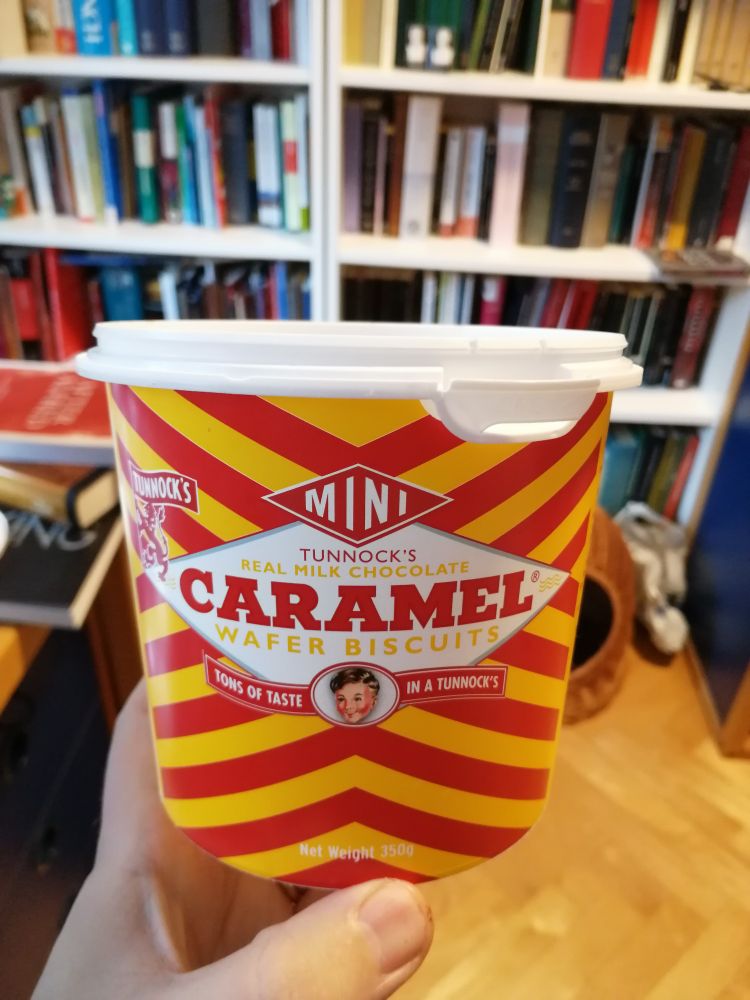 TUNNOCK'S
MINI
TUNNOCK'S
REAL MILK CHOCOLATE
CARAMEL®
WAFER BISCUITS
TONS OF TASTE
IN A TUNNOCK'S
Net Weight 350g